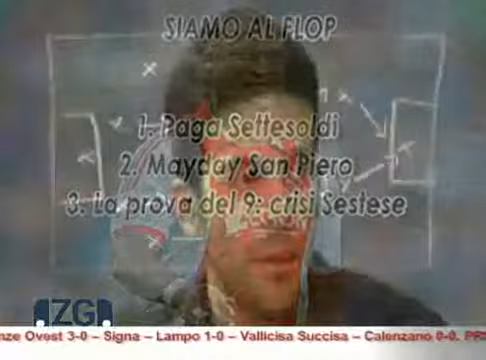 SIAMO AL FLOP
1. Paga Settesoldi
2. Mayday San Piero
3. La prova del 9: crisi Sestese
.ZG.
nze Ovest 3-0 – Signa – Lampo 1-0 – Vallicisa Succisa – Calenzano 0-0. PR